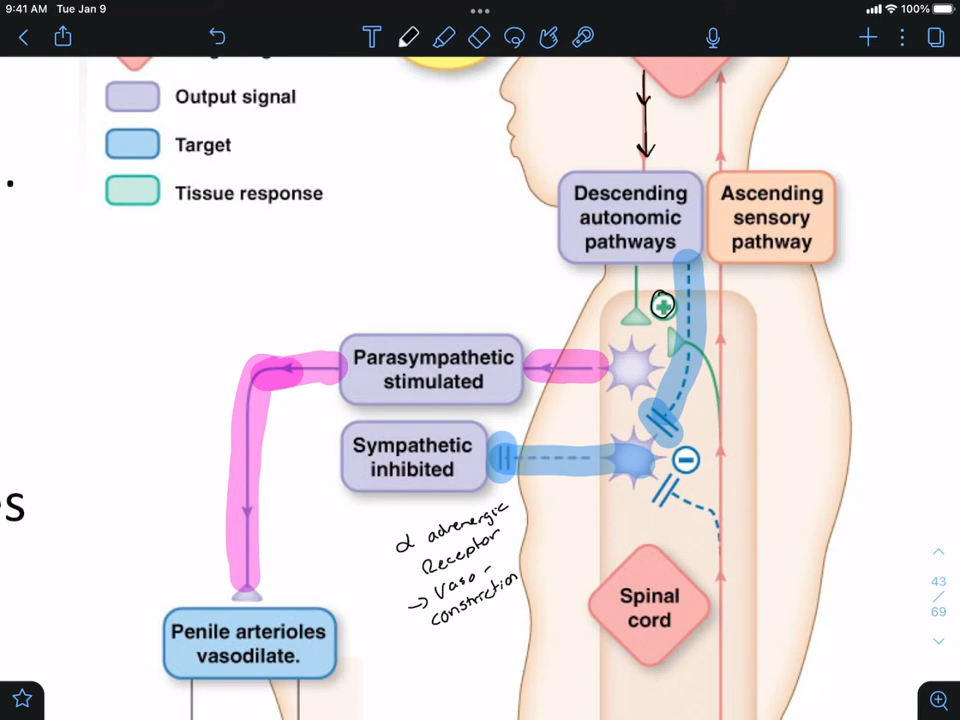 9:41 AM Tue Jan 9
100%
Output signal
Target
Tissue response
.
es
Descending
autonomic
pathways
Ascending
sensory
pathway
+
Parasympathetic
stimulated
Sympathetic
inhibited
−
α adrenergic
Receptor
→ vaso-
constriction
Spinal
cord
Penile arterioles
vasodilate.
43
/
69